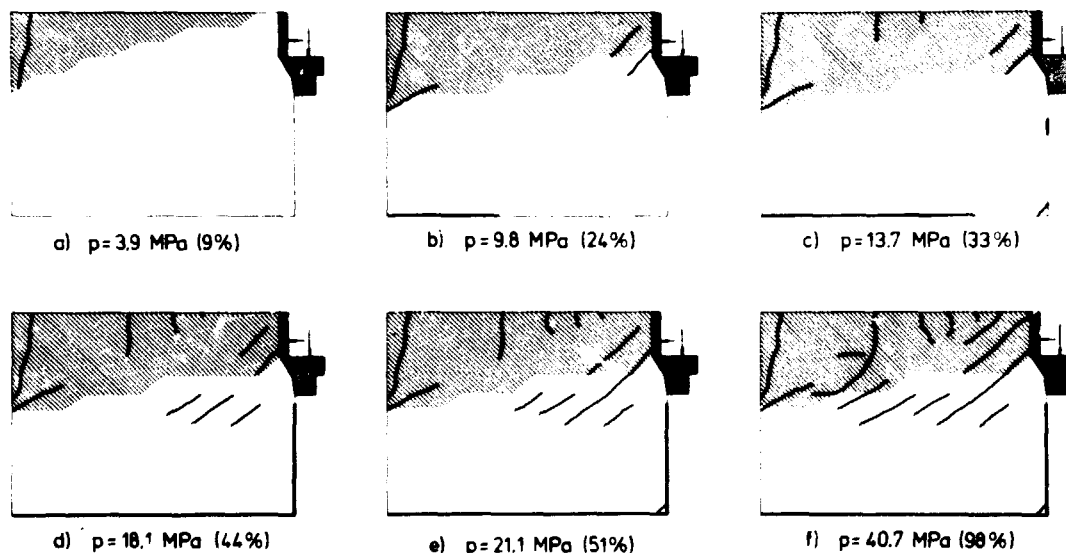 a) p=3.9 MPa (9%)
b) p=9.8 MPa (24%)
c) p=13.7 MPa (33%)
d) p=18.1 MPa (44%)
e) p=21.1 MPa (51%)
f) p=40.7 MPa (98%)